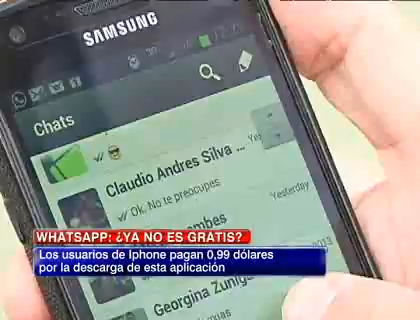 SAMSUNG
Chats
Claudio Andres Silva ...
Yesterday
Ok. No te preocupes.
Yesterday
WHATSAPP: ¿YA NO ES GRATIS?
Los usuarios de Iphone pagan 0,99 dólares
por la descarga de esta aplicación
Georgina Zuniga